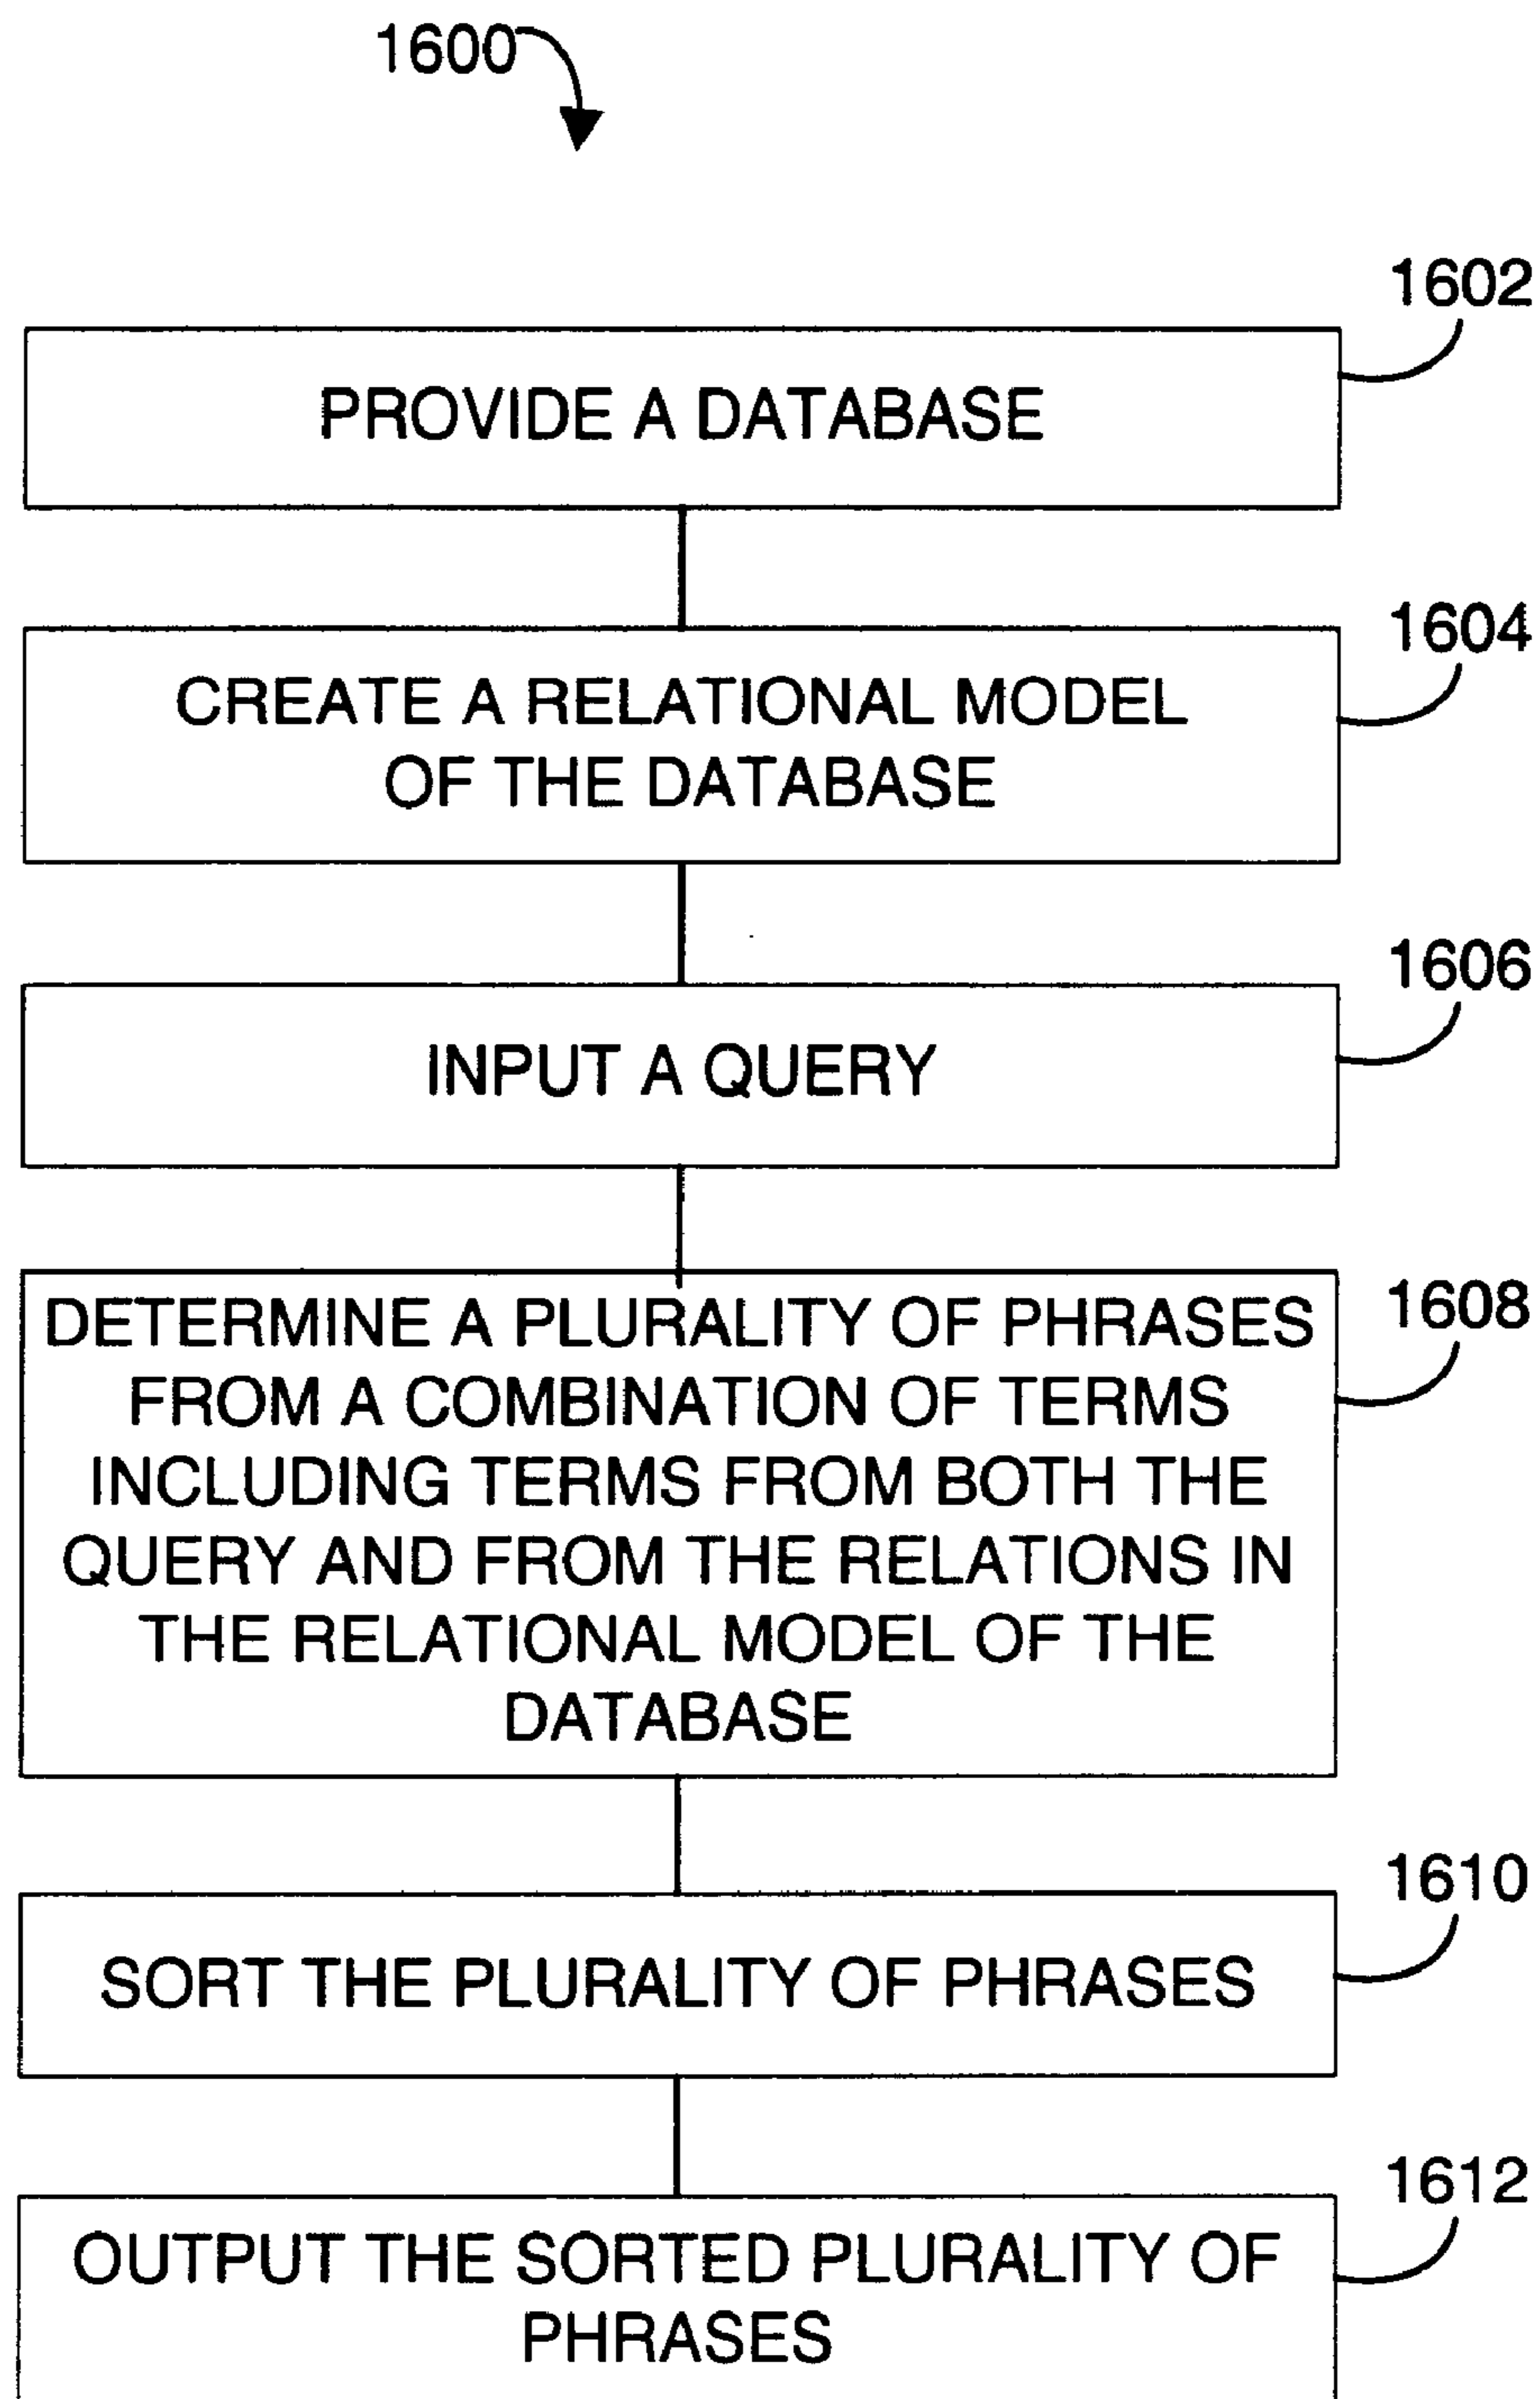 1600
1602
PROVIDE A DATABASE
1604
CREATE A RELATIONAL MODEL
OF THE DATABASE
1606
INPUT A QUERY
1608
DETERMINE A PLURALITY OF PHRASES
FROM A COMBINATION OF TERMS
INCLUDING TERMS FROM BOTH THE
QUERY AND FROM THE RELATIONS IN
THE RELATIONAL MODEL OF THE
DATABASE
1610
SORT THE PLURALITY OF PHRASES
1612
OUTPUT THE SORTED PLURALITY OF
PHRASES